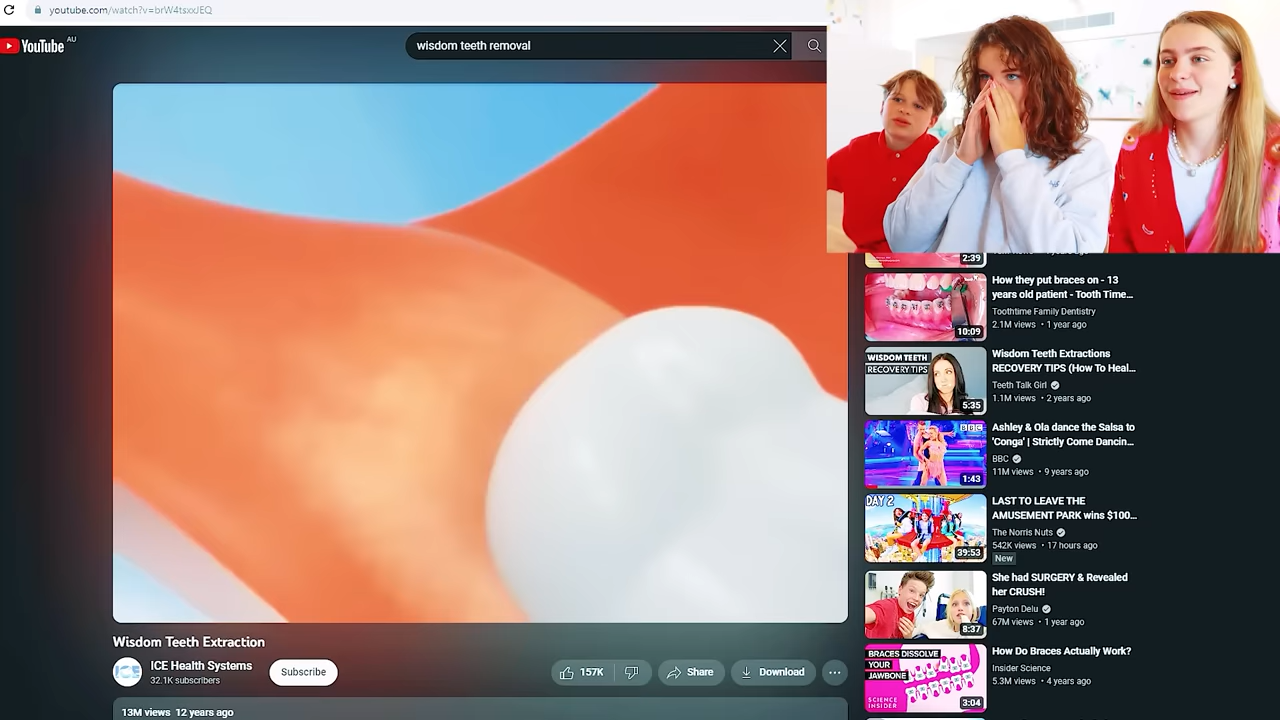 youtube.com/watch?v=brW4tsxxJEQ
YouTube AU
wisdom teeth removal
2:39
How they put braces on - 13
years old patient - Tooth Time...
Toothtime Family Dentistry
2.1M views • 1 year ago
10:09
WISDOM TEETH
RECOVERY TIPS
5:35
Wisdom Teeth Extractions
RECOVERY TIPS (How To Heal...
Teeth Talk Girl
1.1M views • 2 years ago
BBC
1:43
Ashley & Ola dance the Salsa to
'Conga' | Strictly Come Dancin...
BBC
11M views • 9 years ago
DAY 2
39:53
LAST TO LEAVE THE
AMUSEMENT PARK wins $100...
The Norris Nuts
542K views • 17 hours ago
New
8:37
She had SURGERY & Revealed
her CRUSH!
Payton Delu
67M views • 1 year ago
BRACES DISSOLVE
YOUR
JAWBONE
SCIENCE
INSIDER
3:04
How Do Braces Actually Work?
Insider Science
5.3M views • 4 years ago
Wisdom Teeth Extraction
ICE Health Systems
32.1K subscribers
Subscribe
157K
Share
Download
13M views
years ago